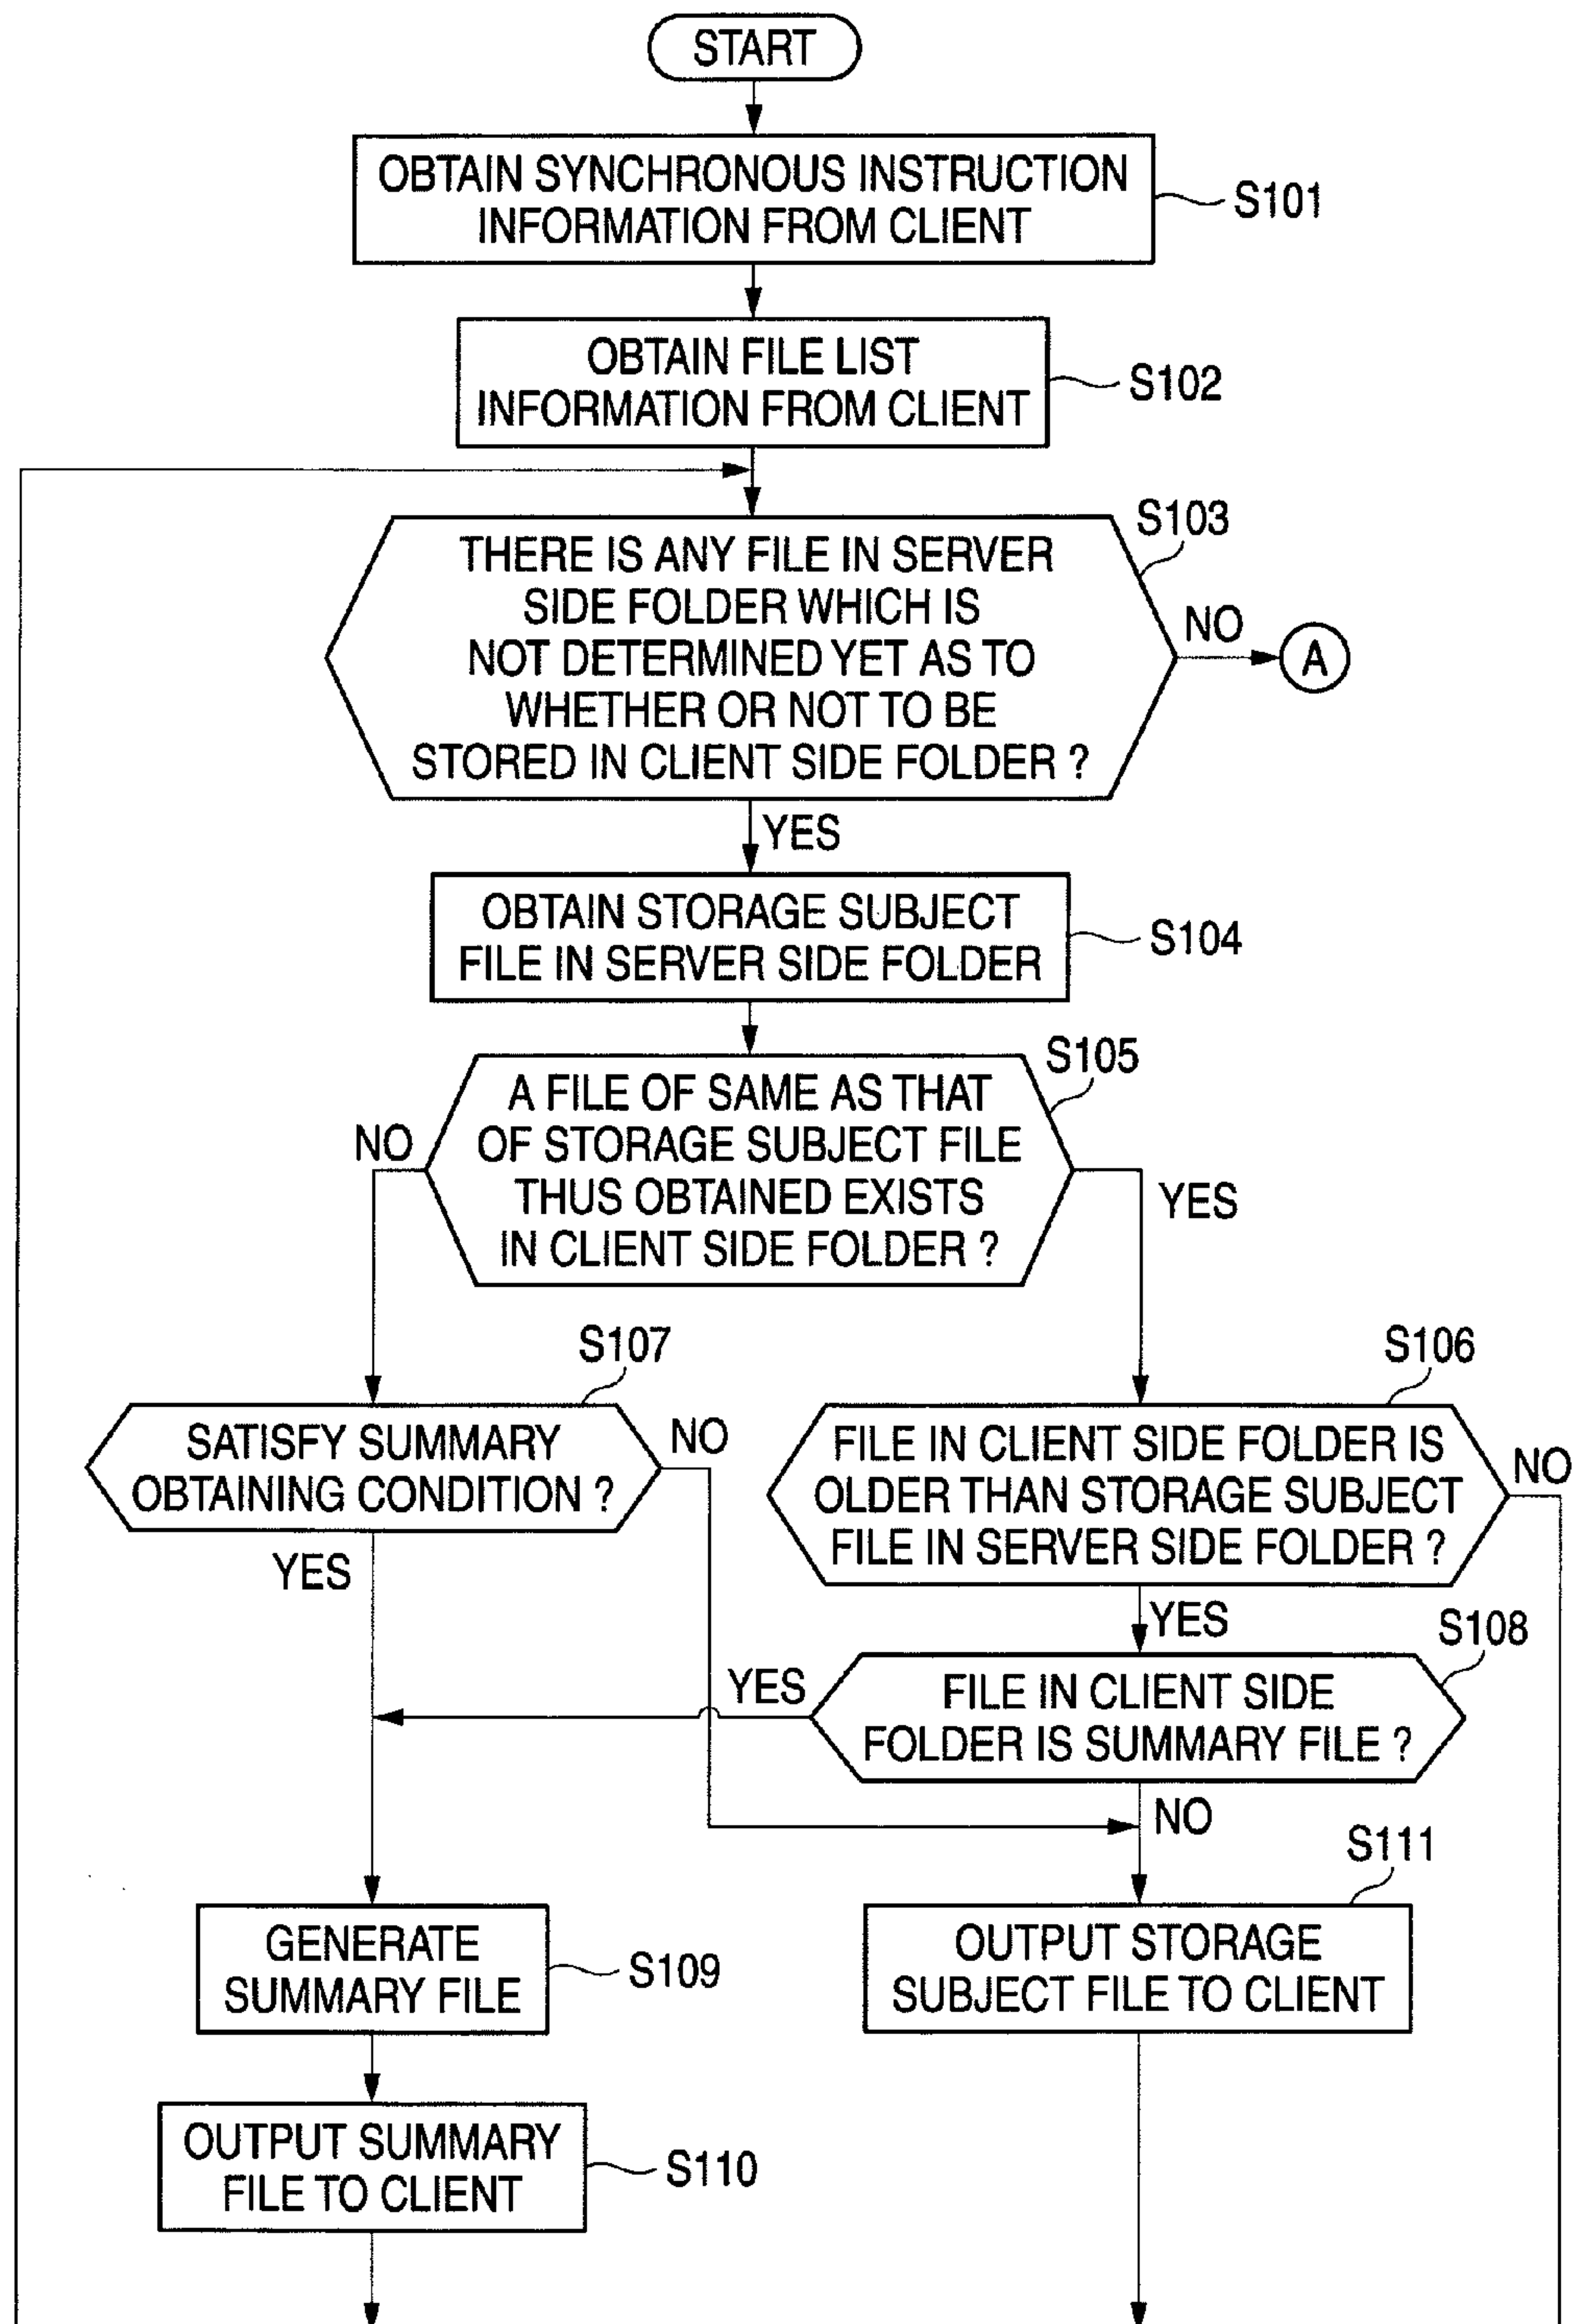 START
OBTAIN SYNCHRONOUS INSTRUCTION
INFORMATION FROM CLIENT
S101
OBTAIN FILE LIST
INFORMATION FROM CLIENT
S102
S103
THERE IS ANY FILE IN SERVER
SIDE FOLDER WHICH IS
NOT DETERMINED YET AS TO
WHETHER OR NOT TO BE
STORED IN CLIENT SIDE FOLDER ?
NO
A
YES
OBTAIN STORAGE SUBJECT
FILE IN SERVER SIDE FOLDER
S104
S105
A FILE OF SAME AS THAT
OF STORAGE SUBJECT FILE
THUS OBTAINED EXISTS
IN CLIENT SIDE FOLDER ?
NO
YES
S107
SATISFY SUMMARY
OBTAINING CONDITION ?
NO
YES
S106
FILE IN CLIENT SIDE FOLDER IS
OLDER THAN STORAGE SUBJECT
FILE IN SERVER SIDE FOLDER ?
NO
YES
S108
FILE IN CLIENT SIDE
FOLDER IS SUMMARY FILE ?
YES
NO
S111
GENERATE
SUMMARY FILE
S109
OUTPUT STORAGE
SUBJECT FILE TO CLIENT
OUTPUT SUMMARY
FILE TO CLIENT
S110